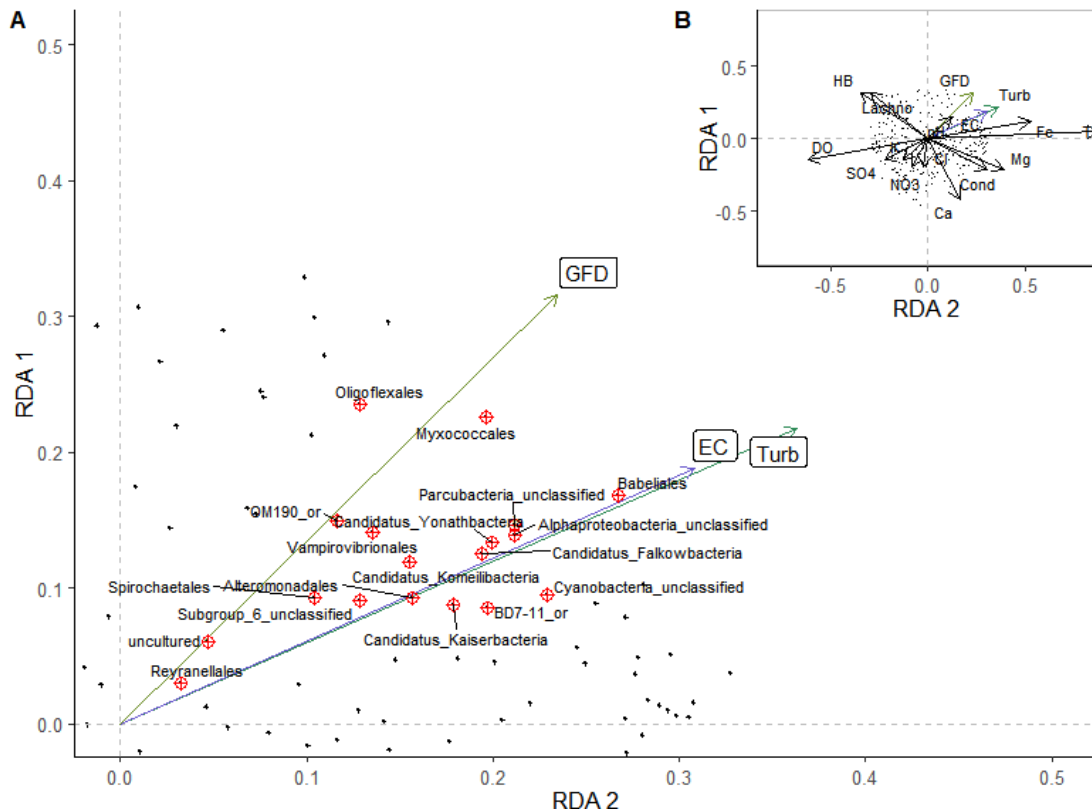 A
RDA 1
0.5
0.4
0.3
0.2
0.1
0.0
0.0 0.1 0.2 0.3 0.4 0.5
RDA 2
GFD
EC
Turb
Oligoflexales
Myxococcales
Babeliales
Parcubacteria_unclassified
OM190_or
Candidatus_Yonathbacteria
Alphaproteobacteria_unclassified
Vampirovibrionales
Candidatus_Falkowbacteria
Spirochaetales
Alteromonadales
Candidatus_Komeilibacteria
Cyanobacteria_unclassified
Subgroup_6_unclassified
BD7-11_or
Candidatus_Kaiserbacteria
uncultured
Reyranellales
B
RDA 1
0.5
0.0
-0.5
-0.5 0.0 0.5
RDA 2
HB
GFD
Lachno
Turb
EC
pH
Fe
DO
K
Cl
Mg
SO4
NO3
Cond
Ca